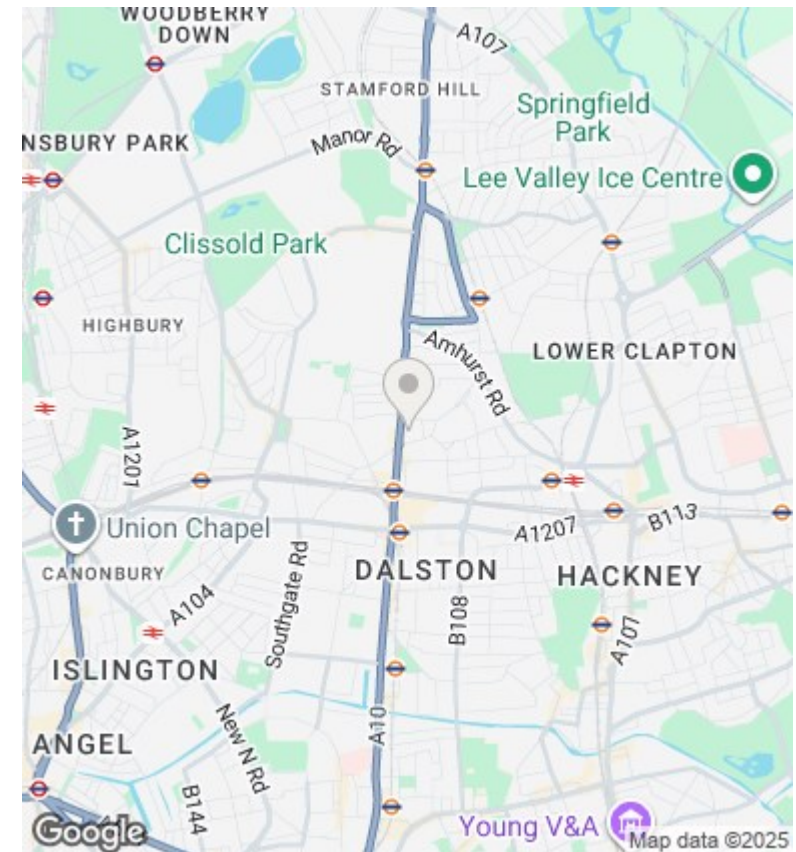 WOODBERRY
DOWN
A107
STAMFORD HILL
Springfield
Park
NSBURY PARK
Manor Rd
Lee Valley Ice Centre
Clissold Park
HIGHBURY
Amhurst Rd
LOWER CLAPTON
A1201
Union Chapel
A1207
B113
CANONBURY
DALSTON
HACKNEY
A104
Southgate Rd
B108
A107
ISLINGTON
New N Rd
A10
ANGEL
B144
Young V&A
Google
Map data ©2025